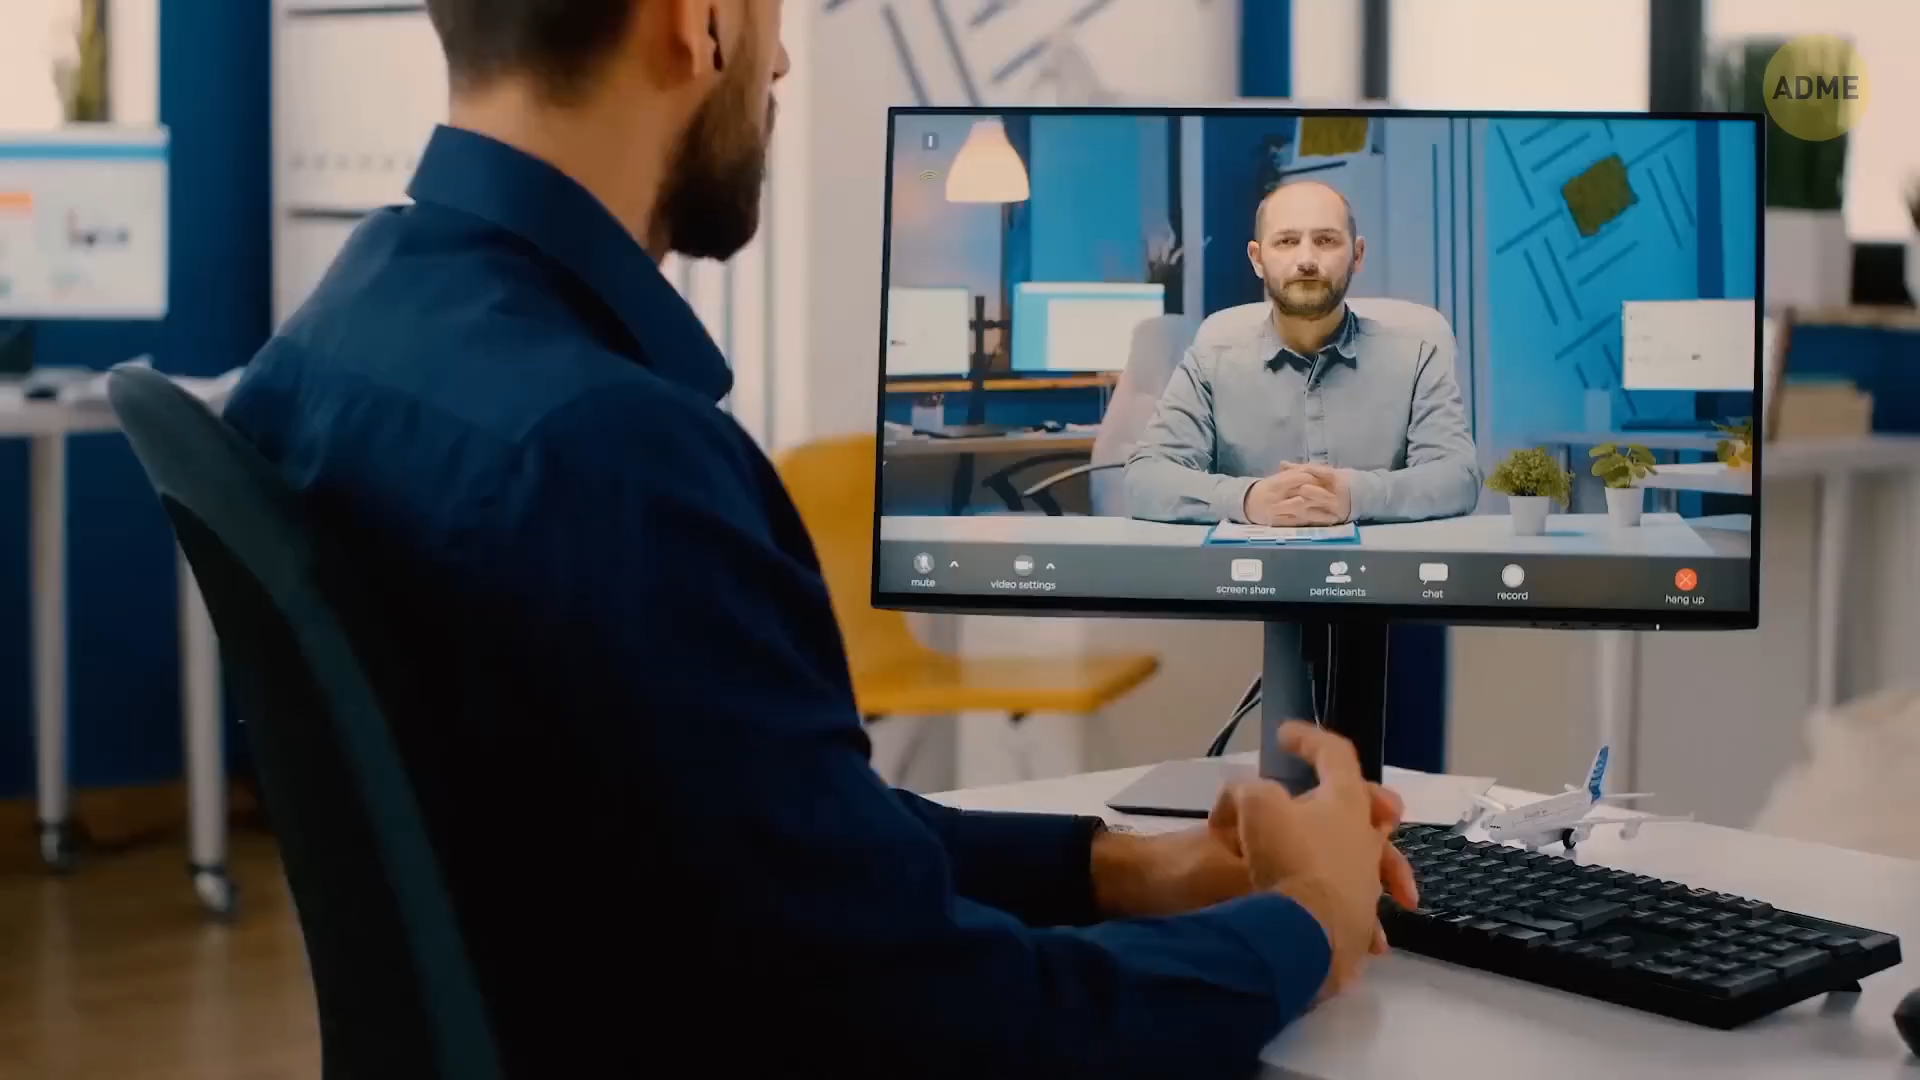 ADME
mute
video settings
screen share
participants
chat
record
hang up